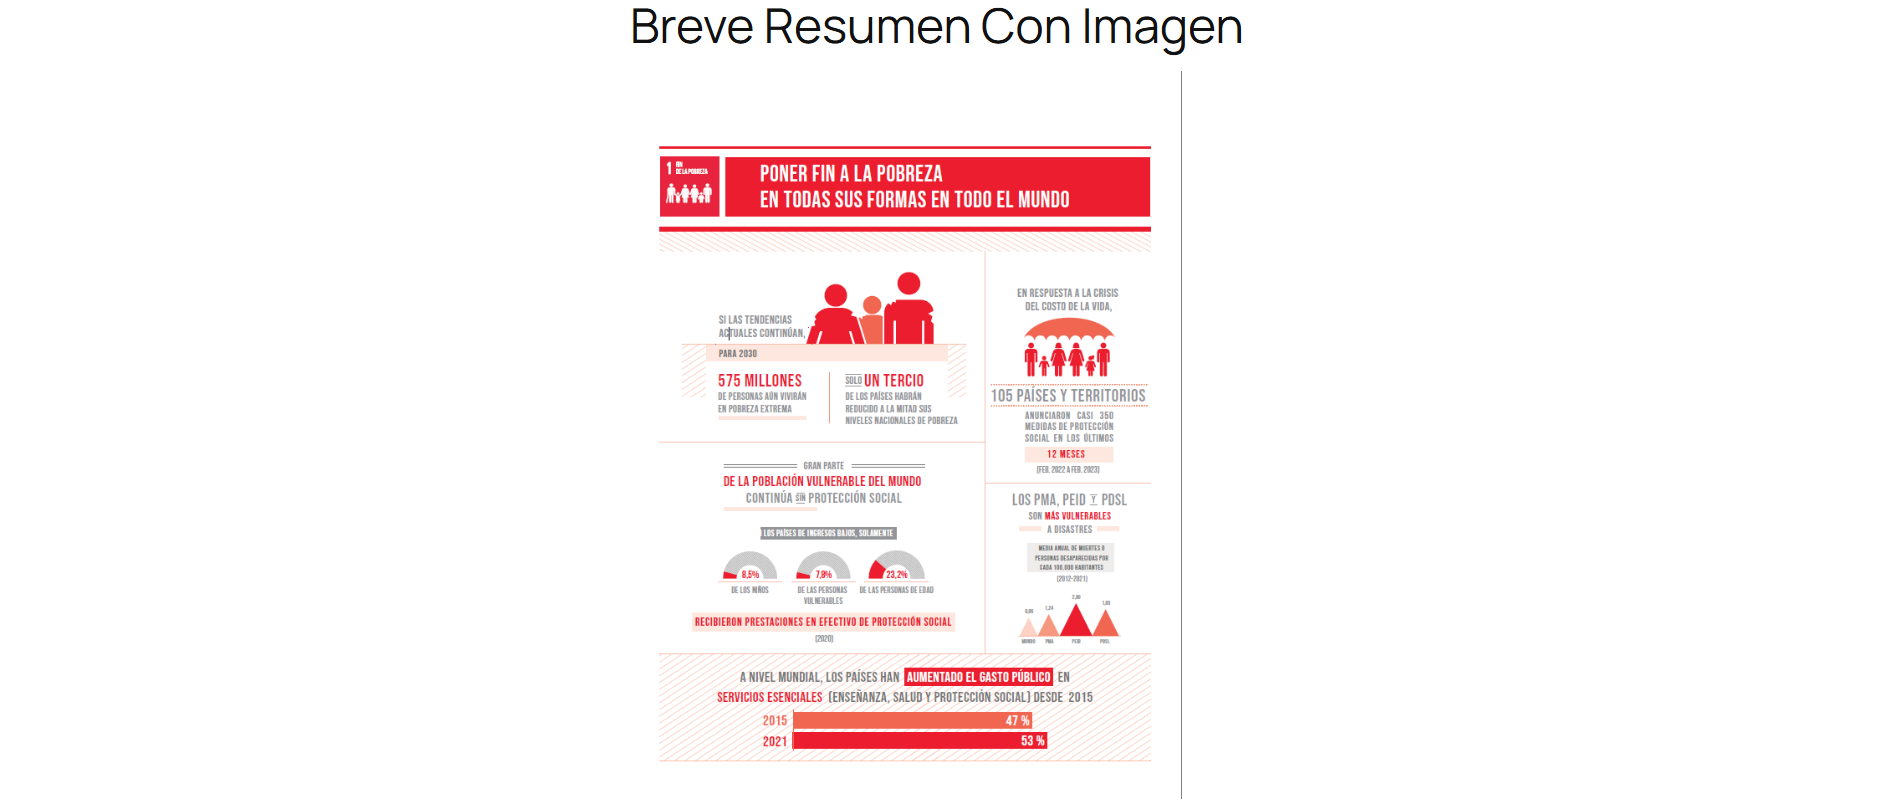 Breve Resumen Con Imagen
1 FIN
DE LA POBREZA
PONER FIN A LA POBREZA
EN TODAS SUS FORMAS EN TODO EL MUNDO
SI LAS TENDENCIAS
ACTUALES CONTINÚAN,
PARA 2030
575 MILLONES
DE PERSONAS AÚN VIVIRÁN
EN POBREZA EXTREMA
SOLO UN TERCIO
DE LOS PAÍSES HABRÁN
REDUCIDO A LA MITAD SUS
NIVELES NACIONALES DE POBREZA
EN RESPUESTA A LA CRISIS
DEL COSTO DE LA VIDA,
105 PAÍSES Y TERRITORIOS
ANUNCIARON CASI 350
MEDIDAS DE PROTECCIÓN
SOCIAL EN LOS ÚLTIMOS
12 MESES
(FEB. 2022 A FEB. 2023)
GRAN PARTE
DE LA POBLACIÓN VULNERABLE DEL MUNDO
CONTINÚA SIN PROTECCIÓN SOCIAL
LOS PAÍSES DE INGRESOS BAJOS, SOLAMENTE
8,5%
DE LOS NIÑOS
7,8%
DE LAS PERSONAS
VULNERABLES
23,2%
DE LAS PERSONAS DE EDAD
RECIBIERON PRESTACIONES EN EFECTIVO DE PROTECCIÓN SOCIAL
(2020)
LOS PMA, PEID Y PDSL
SON MÁS VULNERABLES
A DISASTRES
MEDIA ANUAL DE MUERTES O
PERSONAS DESAPARECIDAS POR
CADA 100.000 HABITANTES
(2012-2021)
1,24
MUNDO PMA PEID PDSL
A NIVEL MUNDIAL, LOS PAÍSES HAN AUMENTADO EL GASTO PÚBLICO EN
SERVICIOS ESENCIALES (ENSEÑANZA, SALUD Y PROTECCIÓN SOCIAL) DESDE 2015
2015 47 %
2021 53 %